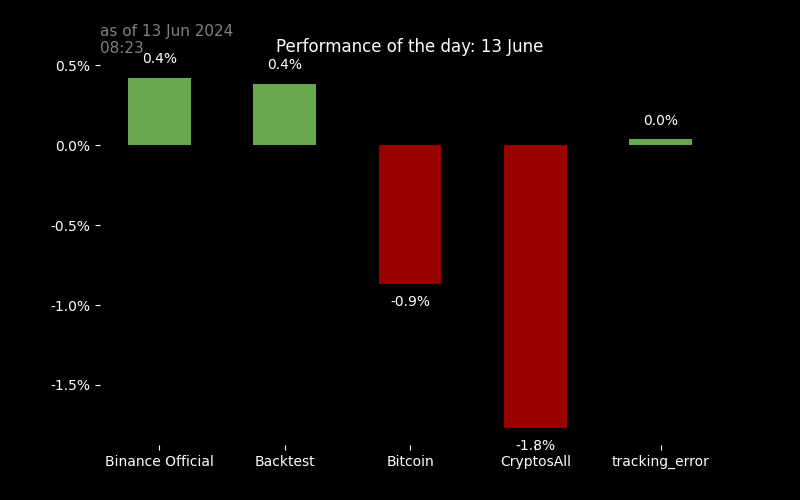 as of 13 Jun 2024
08:23
Performance of the day: 13 June
0.5%
0.0%
-0.5%
-1.0%
-1.5%
0.4%
0.4%
-0.9%
-1.8%
0.0%
Binance Official
Backtest
Bitcoin
CryptosAll
tracking_error